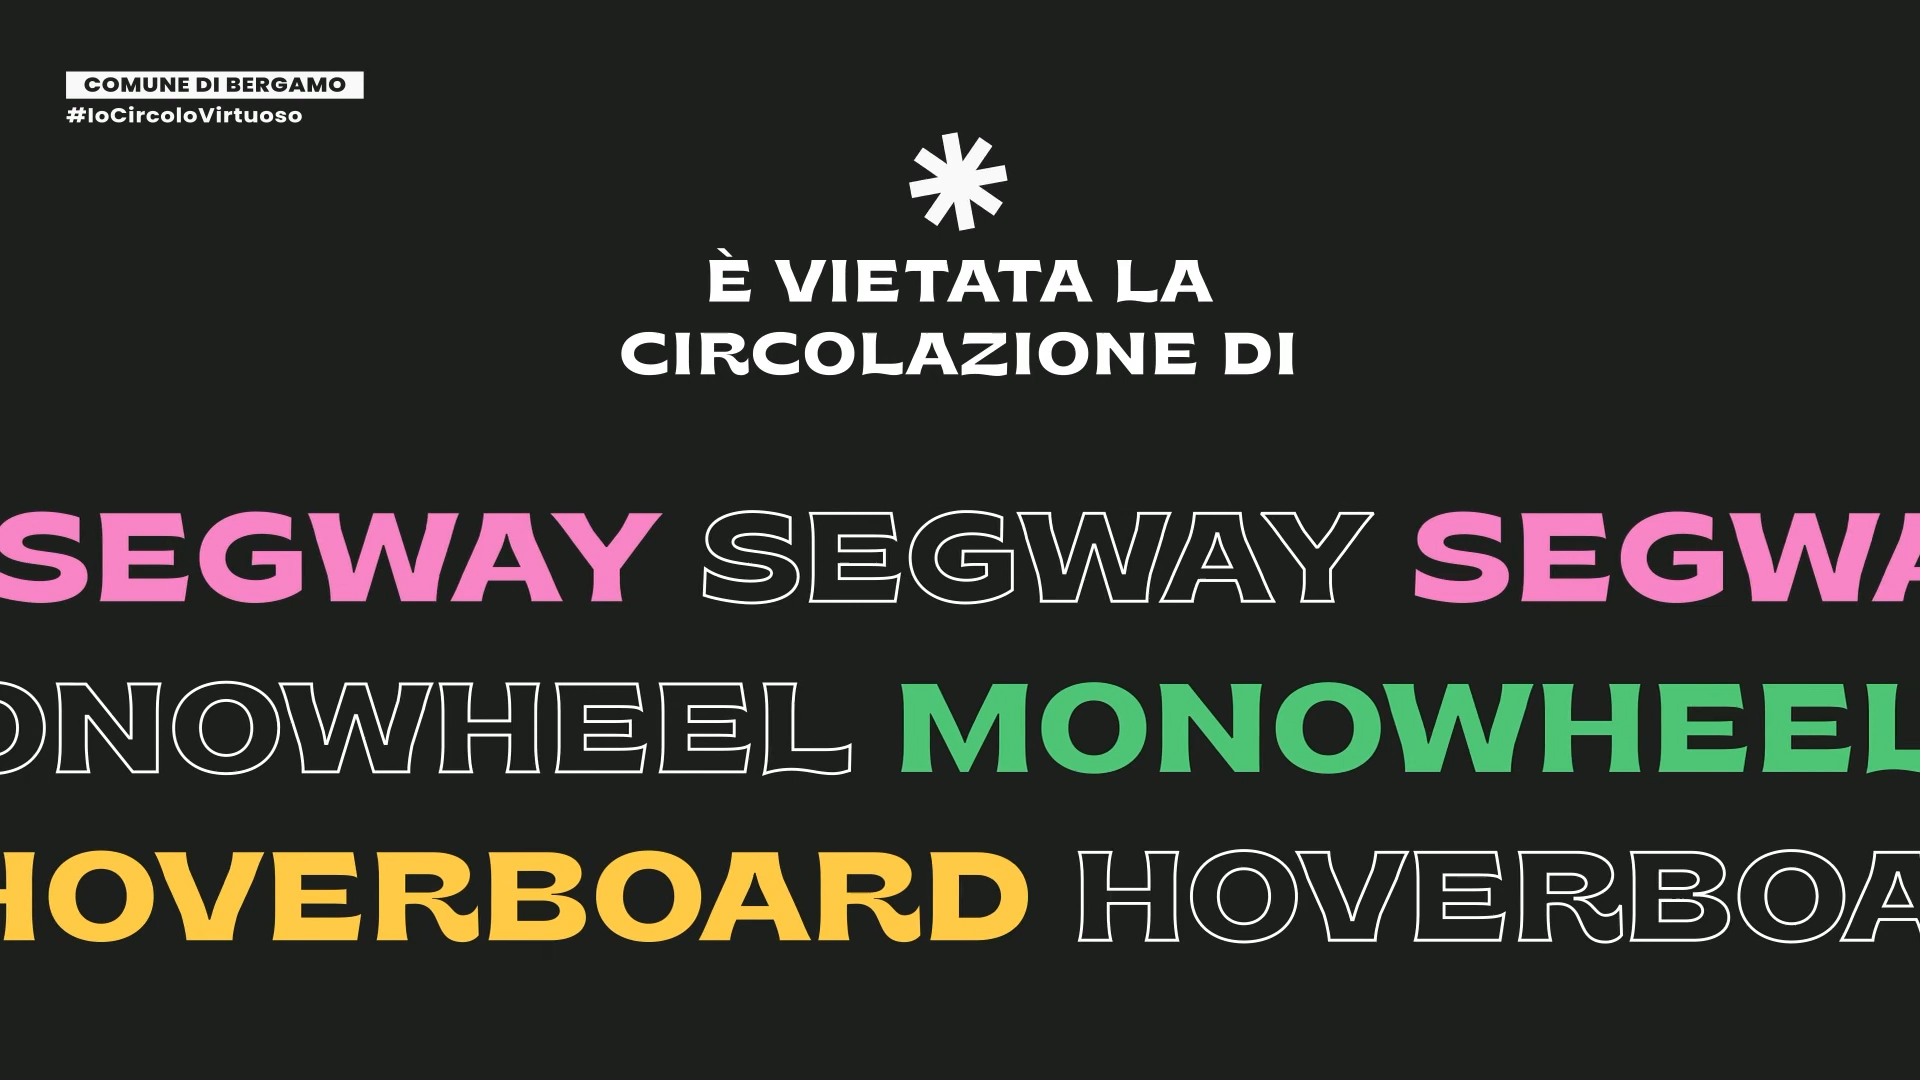 COMUNE DI BERGAMO
#IoCircoloVirtuoso
È VIETATA LA
CIRCOLAZIONE DI
SEGWAY SEGWAY SEGWA
ONOWHEEL MONOWHEEL
HOVERBOARD HOVERBOA